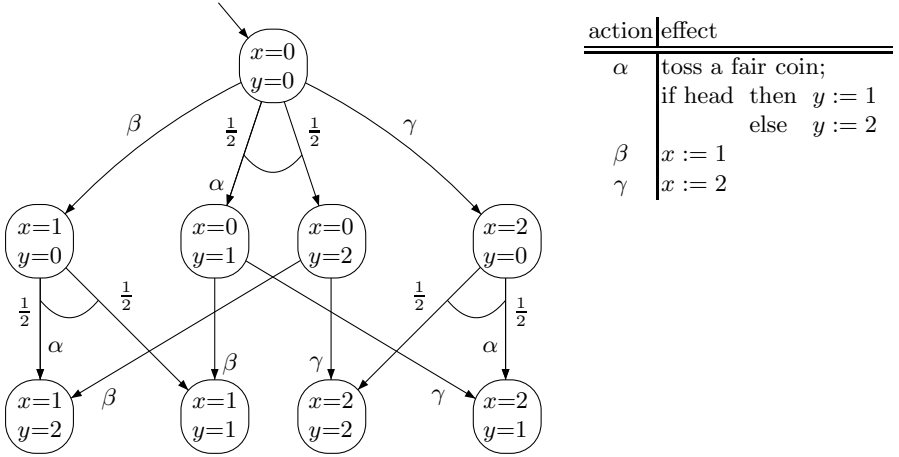 x=0
y=0
β
1/2
1/2
γ
α
x=1
y=0
x=0
y=1
x=0
y=2
x=2
y=0
1/2
1/2
1/2
1/2
α
β
γ
α
β
γ
x=1
y=2
x=1
y=1
x=2
y=2
x=2
y=1
action effect
α toss a fair coin;
if head then y := 1
else y := 2
β x := 1
γ x := 2